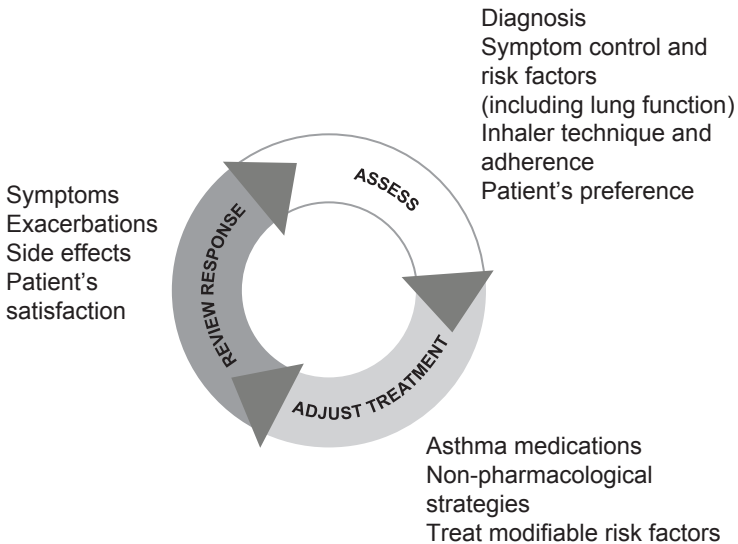 Diagnosis
Symptom control and
risk factors
(including lung function)
Inhaler technique and
adherence
Patient's preference
ASSESS
Symptoms
Exacerbations
Side effects
Patient's
satisfaction
REVIEW RESPONSE
ADJUST TREATMENT
Asthma medications
Non-pharmacological
strategies
Treat modifiable risk factors